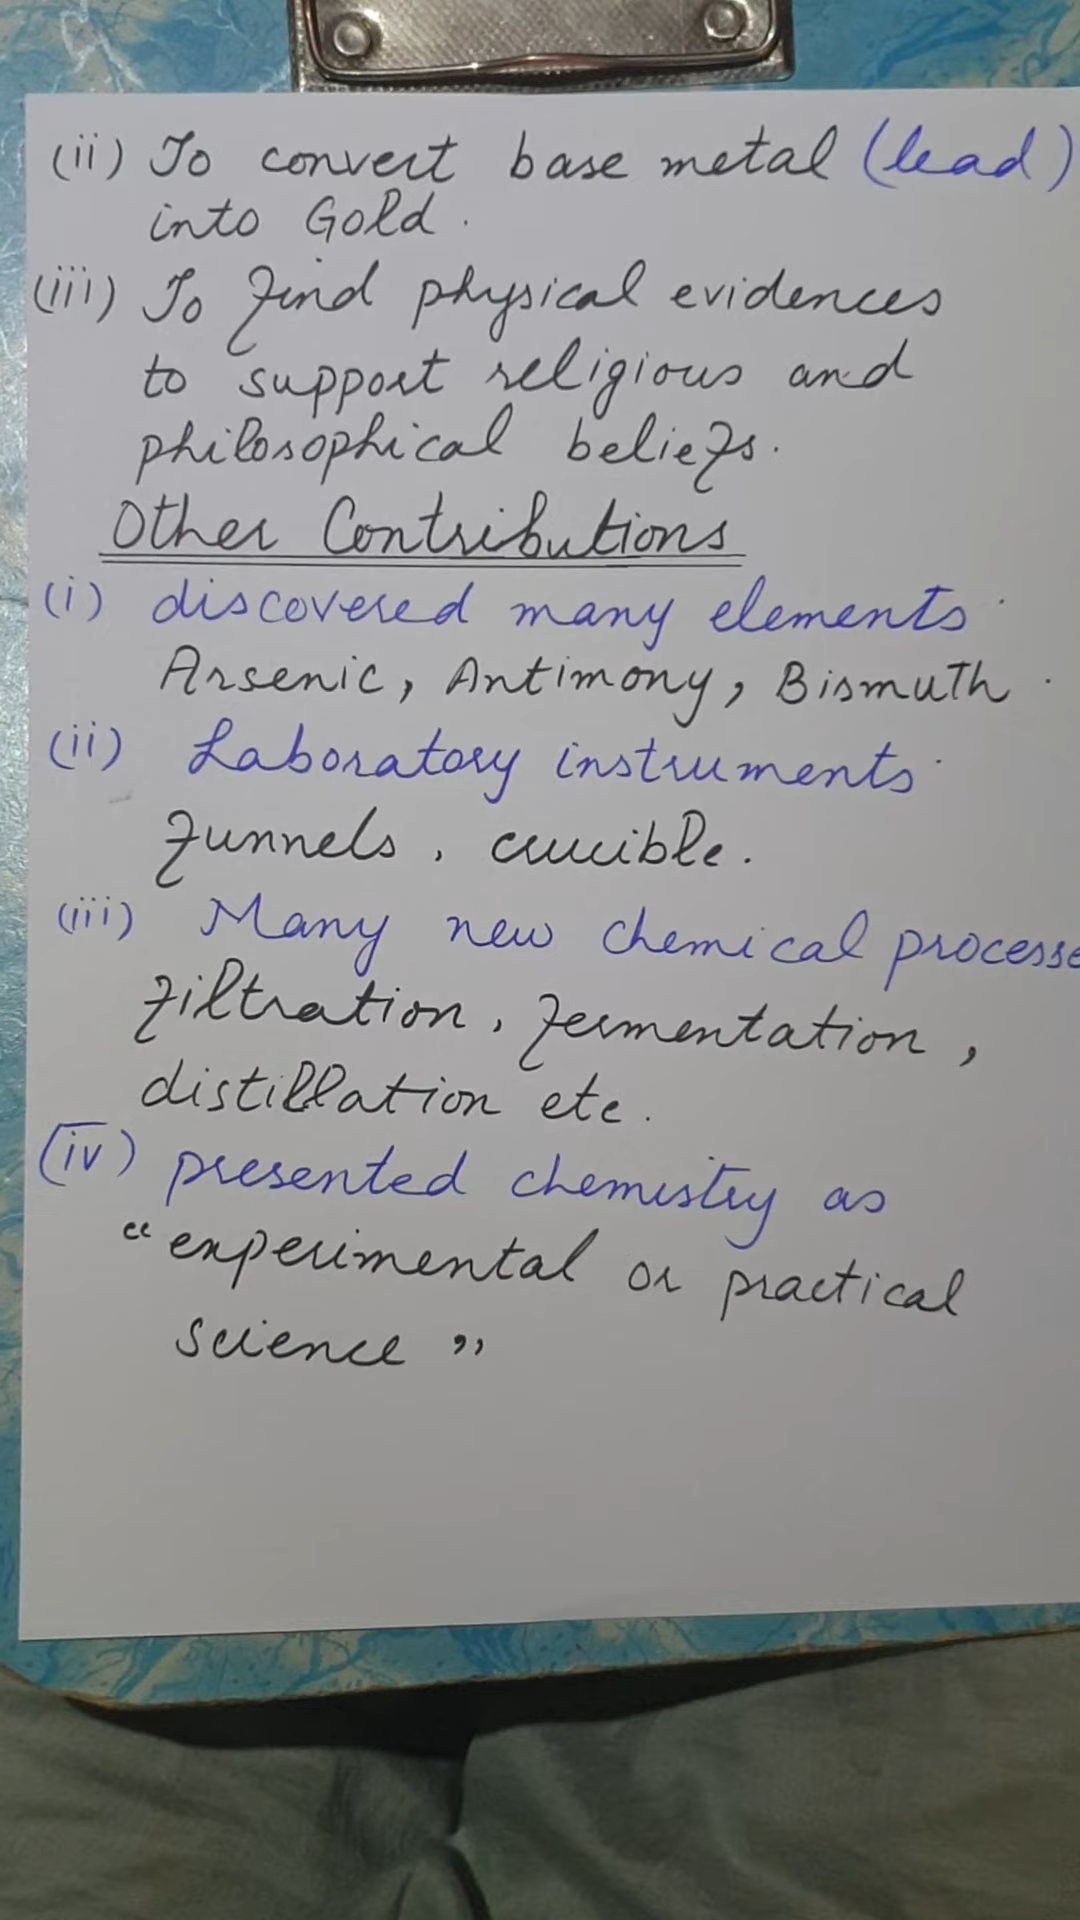 (ii) To convert base metal (lead)
into Gold.
(iii) To find physical evidences
to support religious and
philosophical beliefs.
Other Contributions
(i) discovered many elements
Arsenic, Antimony, Bismuth.
(ii) Laboratory instruments
funnels, crucible.
(iii) Many new chemical processe
filtration, fermentation,
distillation etc.
(iv) presented chemistry as
"experimental or practical
science"